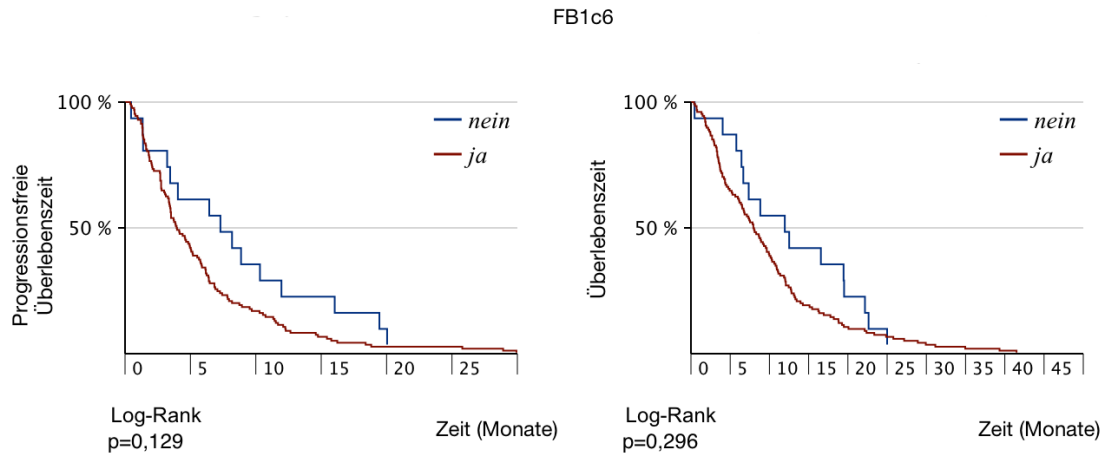 FB1c6
100 %
nein
ja
50 %
Progressionsfreie
Überlebenszeit
0 5 10 15 20 25
Log-Rank
p=0,129
Zeit (Monate)
100 %
nein
ja
50 %
Überlebenszeit
0 5 10 15 20 25 30 35 40 45
Log-Rank
p=0,296
Zeit (Monate)